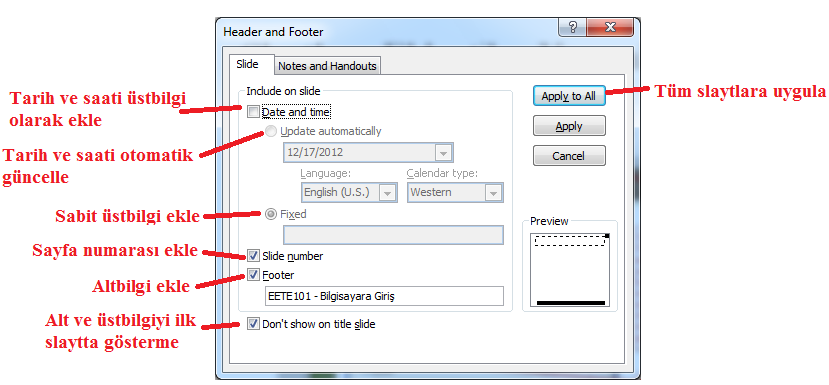 Header and Footer
Slide
Notes and Handouts
Include on slide
Tarih ve saati üstbilgi
olarak ekle
Date and time
Tarih ve saati otomatik
güncelle
Update automatically
12/17/2012
Language:
Calendar type:
English (U.S.)
Western
Sabit üstbilgi ekle
Fixed
Sayfa numarası ekle
Slide number
Altbilgi ekle
Footer
EETE101 - Bilgisayara Giriş
Alt ve üstbilgiyi ilk
slaytta gösterme
Don't show on title slide
Apply to All
Tüm slaytlara uygula
Apply
Cancel
Preview